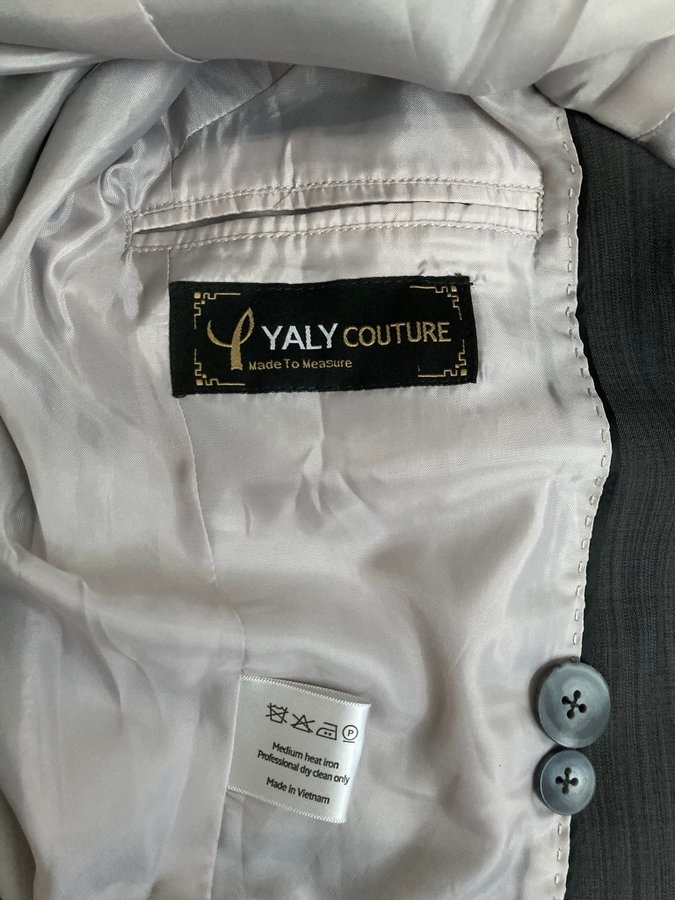 YALY COUTURE
Made To Measure
P
Medium heat iron
Professional dry clean only
Made in Vietnam